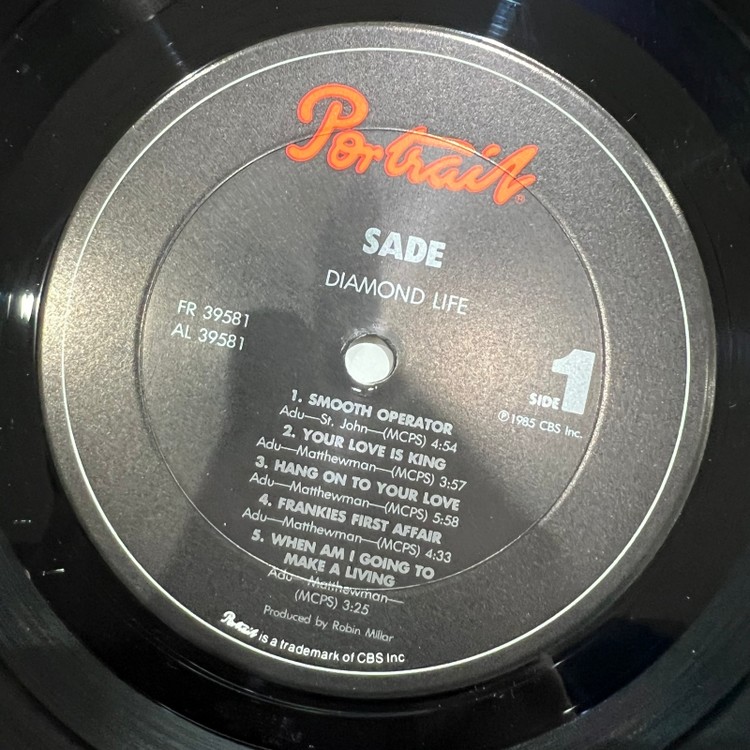 Portrait®
SADE
DIAMOND LIFE
FR 39581
AL 39581
SIDE 1
℗1985 CBS Inc.
1. SMOOTH OPERATOR
Adu—St. John—(MCPS) 4:54
2. YOUR LOVE IS KING
Adu—Matthewman—(MCPS) 3:57
3. HANG ON TO YOUR LOVE
Adu—Matthewman—(MCPS) 5:58
4. FRANKIES FIRST AFFAIR
Adu—Matthewman—(MCPS) 4:33
5. WHEN AM I GOING TO
MAKE A LIVING
Adu—Matthewman—
(MCPS) 3:25
Produced by Robin Millar
Portrait is a trademark of CBS Inc